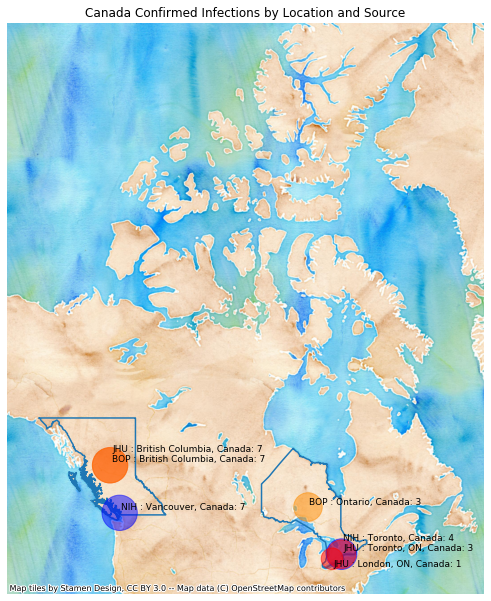 Canada Confirmed Infections by Location and Source
JHU : British Columbia, Canada: 7
BOP : British Columbia, Canada: 7
NIH : Vancouver, Canada: 7
BOP : Ontario, Canada: 3
NIH : Toronto, Canada: 4
JHU : Toronto, ON, Canada: 3
JHU : London, ON, Canada: 1
Map tiles by Stamen Design, CC BY 3.0 -- Map data (C) OpenStreetMap contributors